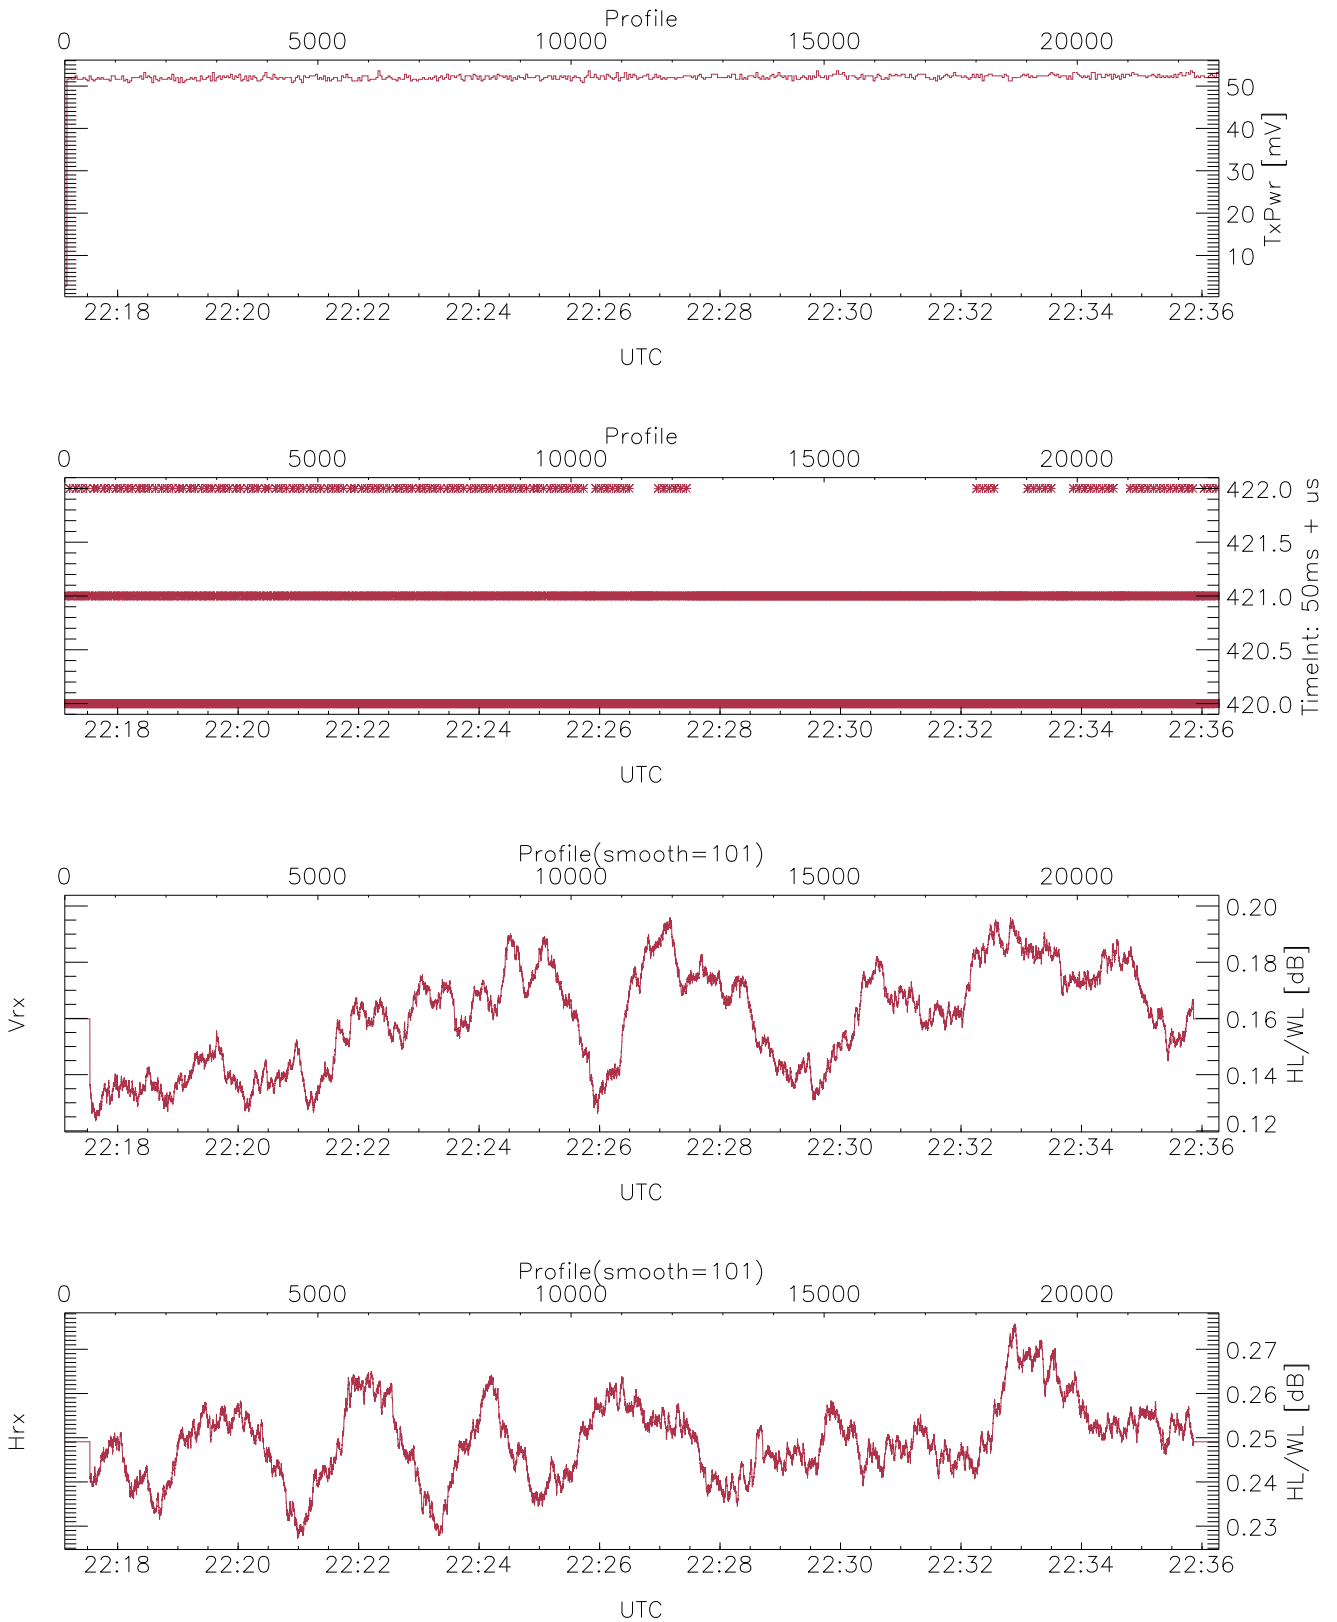 Profile
0 5000 10000 15000 20000
50
40
30
20
10
TxPwr [mV]
22:18 22:20 22:22 22:24 22:26 22:28 22:30 22:32 22:34 22:36
UTC
Profile
0 5000 10000 15000 20000
422.0
421.5
421.0
420.5
420.0
TimeInt: 50ms + us
22:18 22:20 22:22 22:24 22:26 22:28 22:30 22:32 22:34 22:36
UTC
Profile(smooth=101)
0 5000 10000 15000 20000
Vrx
0.20
0.18
0.16
0.14
0.12
HL/WL [dB]
22:18 22:20 22:22 22:24 22:26 22:28 22:30 22:32 22:34 22:36
UTC
Profile(smooth=101)
0 5000 10000 15000 20000
Hrx
0.27
0.26
0.25
0.24
0.23
HL/WL [dB]
22:18 22:20 22:22 22:24 22:26 22:28 22:30 22:32 22:34 22:36
UTC